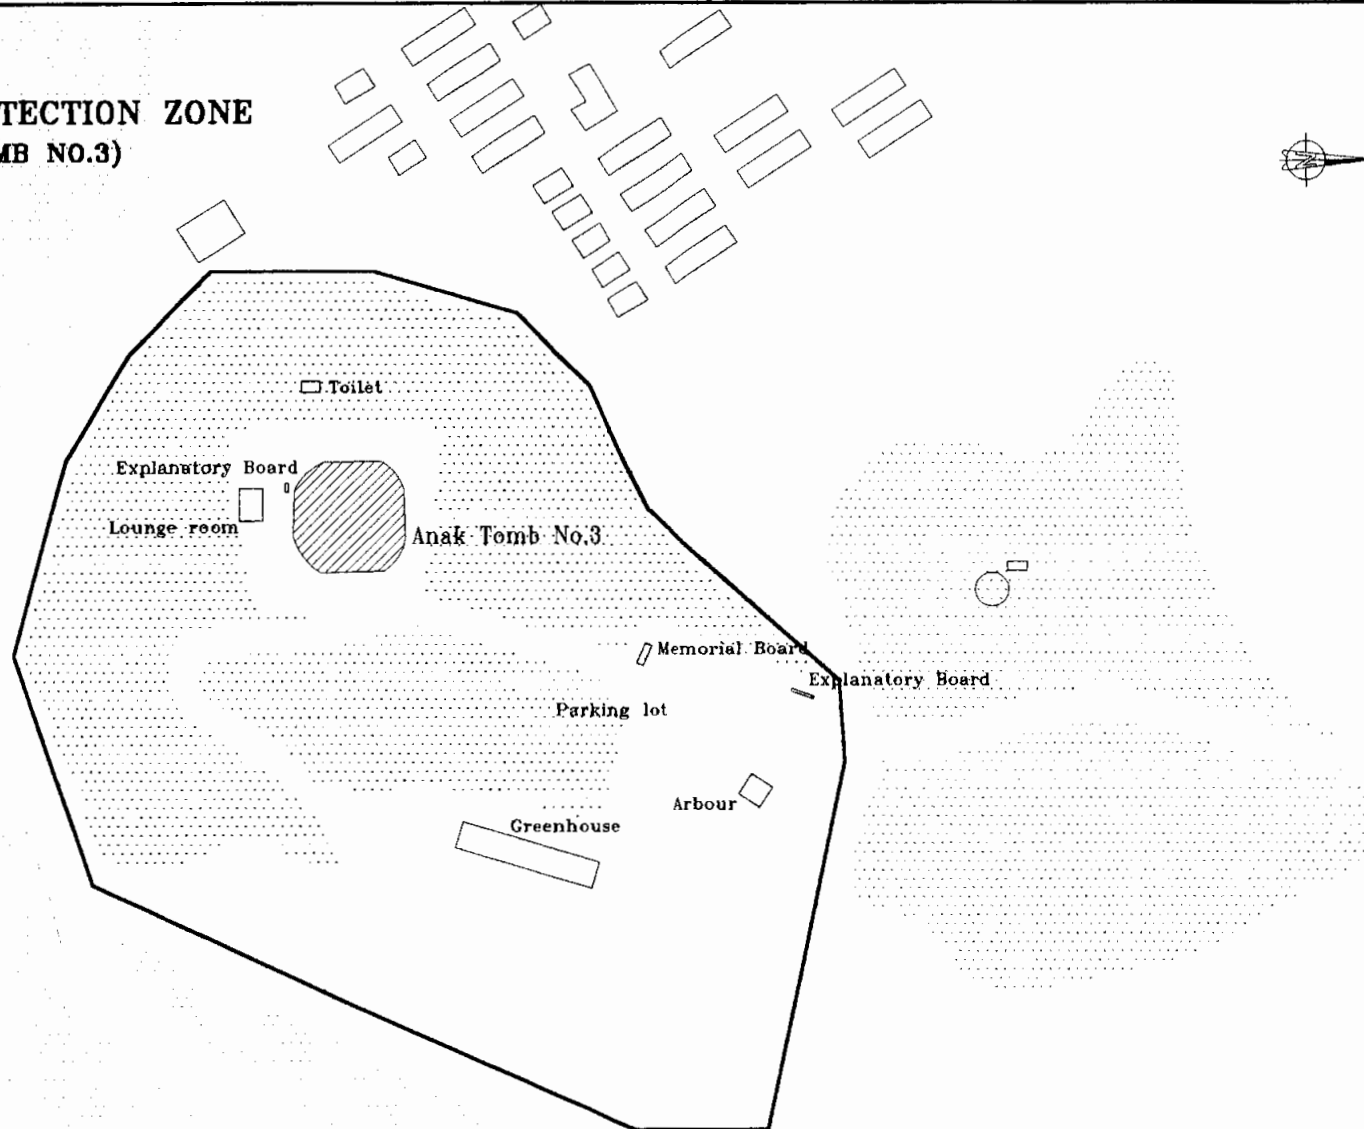 TECTION ZONE
MB NO.3)
N
Toilet
Explanatory Board
Lounge room
Anak Tomb No.3
Memorial Board
Explanatory Board
Parking lot
Arbour
Greenhouse